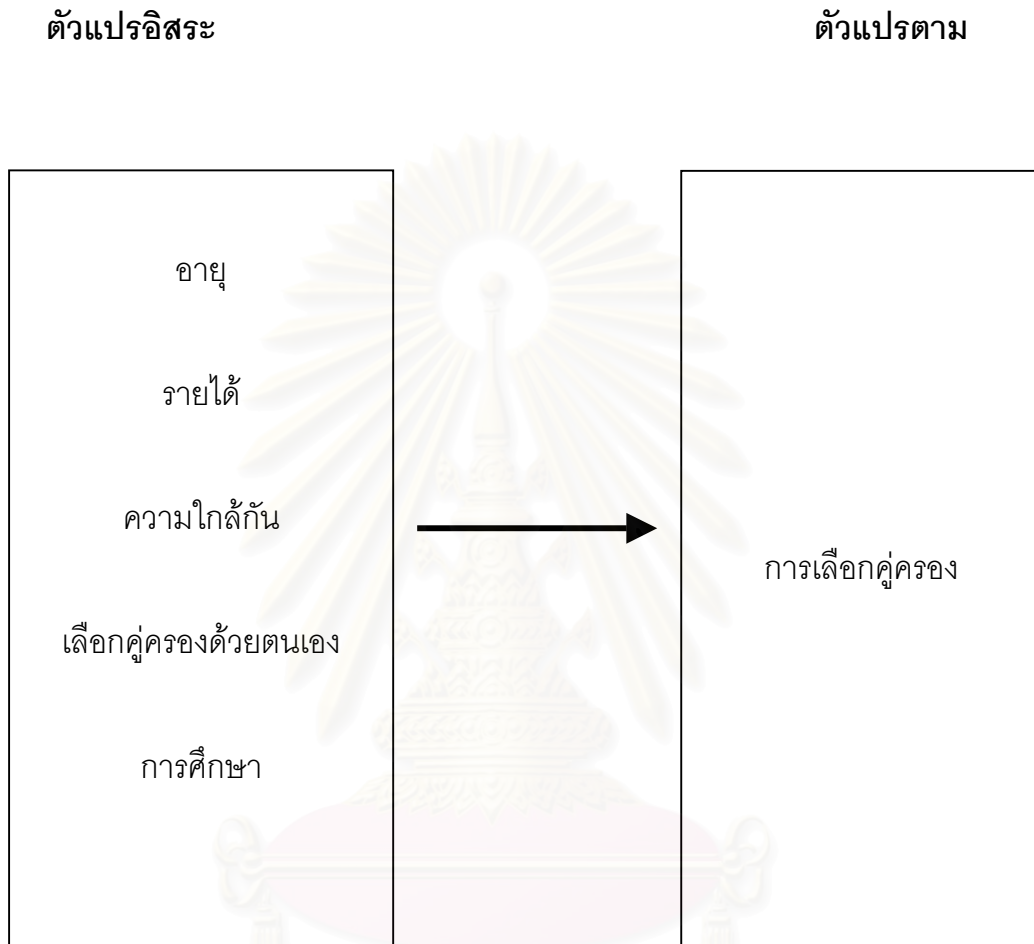 ตัวแปรอิสระ
ตัวแปรตาม
อายุ
รายได้
ความใกล้กัน
เลือกคู่ครองด้วยตนเอง
การศึกษา
การเลือกคู่ครอง